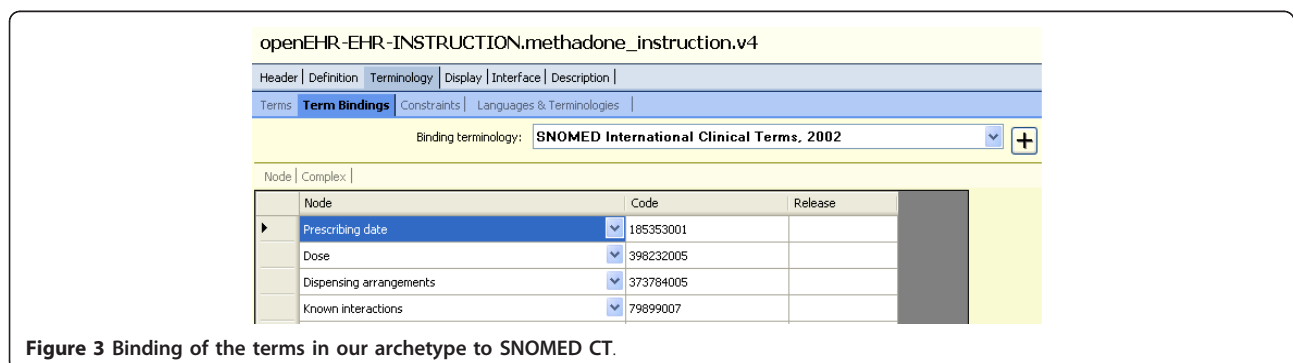 openEHR-EHR-INSTRUCTION.methadone_instruction.v4
Header | Definition Terminology Display | Interface | Description |
Terms Term Bindings Constraints | Languages & Terminologies |
Binding terminology: SNOMED International Clinical Terms, 2002 +
Node | Complex |
Node Code Release
Prescribing date 185353001
Dose 398232005
Dispensing arrangements 373784005
Known interactions 79899007
Figure 3 Binding of the terms in our archetype to SNOMED CT.